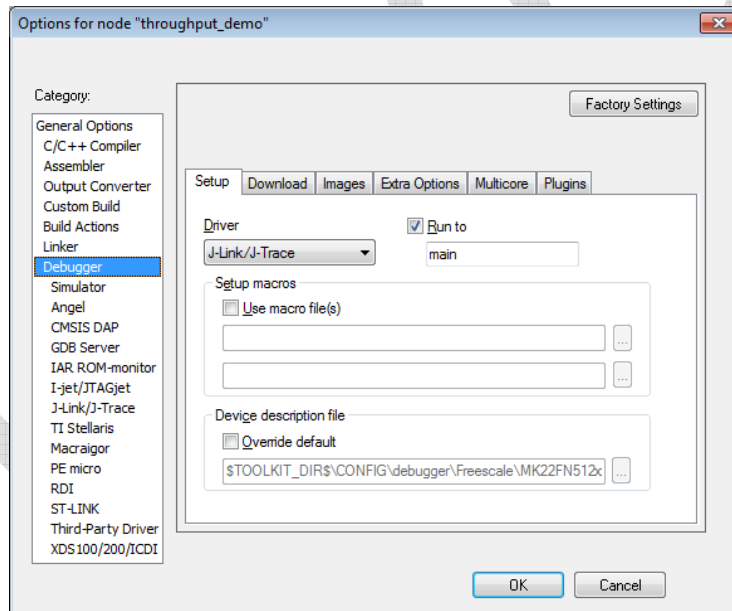 Options for node "throughput_demo"
Category:
Factory Settings
General Options
C/C++ Compiler
Assembler
Output Converter
Custom Build
Build Actions
Linker
Debugger
Simulator
Angel
CMSIS DAP
GDB Server
IAR ROM-monitor
I-jet/JTAGjet
J-Link/J-Trace
TI Stellaris
Macraigor
PE micro
RDI
ST-LINK
Third-Party Driver
XDS100/200/ICDI
Setup Download Images Extra Options Multicore Plugins
Driver
Run to
J-Link/J-Trace
main
Setup macros
Use macro file(s)
...
...
Device description file
Override default
$TOOLKIT_DIR$\CONFIG\debugger\Freescale\MK22FN512x
...
OK Cancel